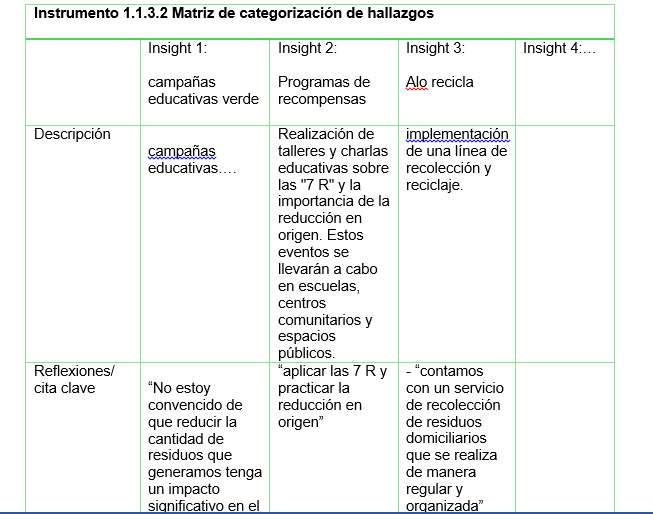 Instrumento 1.1.3.2 Matriz de categorización de hallazgos
Insight 1:
campañas
educativas verde
Insight 2:
Programas de
recompensas
Insight 3:
Alo recicla
Insight 4:…
Descripción
campañas
educativas….
Realización de
talleres y charlas
educativas sobre
las "7 R" y la
importancia de la
reducción en
origen. Estos
eventos se
llevarán a cabo
en escuelas,
centros
comunitarios y
espacios
públicos.
implementación
de una línea de
recolección y
reciclaje.
Reflexiones/
cita clave
“No estoy
convencido de
que reducir la
cantidad de
residuos que
generamos tenga
un impacto
significativo en el
“aplicar las 7 R y
practicar la
reducción en
origen”
- “contamos
con un servicio
de recolección
de residuos
domiciliarios
que se realiza
de manera
regular y
organizada”